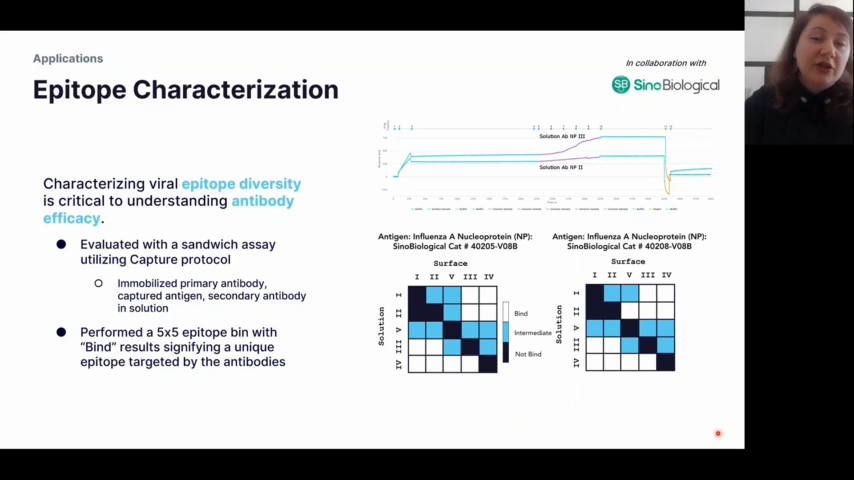 Applications
Epitope Characterization
In collaboration with
SB SinoBiological
Characterizing viral epitope diversity
is critical to understanding antibody
efficacy.
Evaluated with a sandwich assay
utilizing Capture protocol
Immobilized primary antibody,
captured antigen, secondary antibody
in solution
Performed a 5x5 epitope bin with
“Bind” results signifying a unique
epitope targeted by the antibodies
Solution Ab NP III
Solution Ab NP II
Antigen: Influenza A Nucleoprotein (NP):
SinoBiological Cat # 40205-V08B
Surface
I II V III IV
Solution
I
II
V
III
IV
Bind
Intermediate
Not Bind
Antigen: Influenza A Nucleoprotein (NP):
SinoBiological Cat # 40208-V08B
Surface
I II V III IV
Solution
I
II
V
III
IV